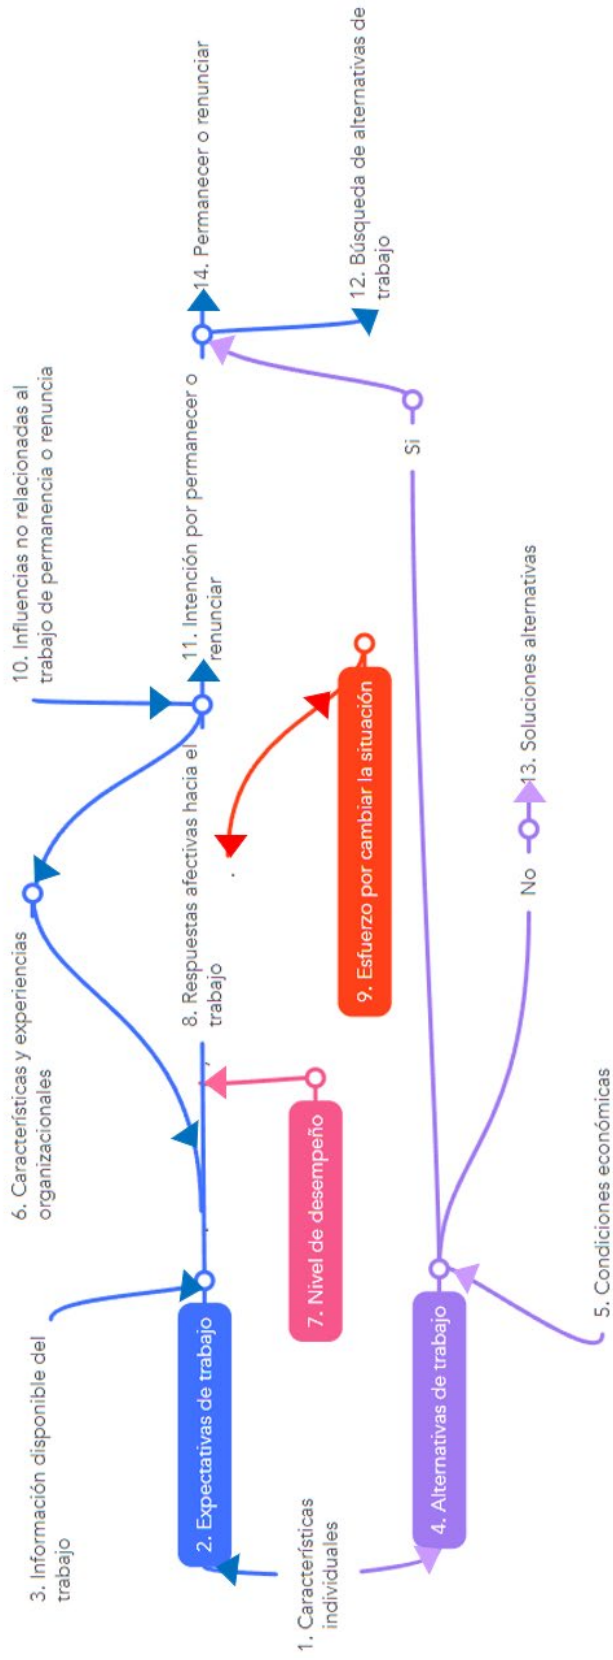 1. Características
individuales
2. Expectativas de trabajo
3. Información disponible del
trabajo
4. Alternativas de trabajo
5. Condiciones económicas
6. Características y experiencias
organizacionales
7. Nivel de desempeño
8. Respuestas afectivas hacia el
trabajo
9. Esfuerzo por cambiar la situación
10. Influencias no relacionadas al
trabajo de permanencia o renuncia
11. Intención por permanecer o
renunciar
12. Búsqueda de alternativas de
trabajo
No
13. Soluciones alternativas
Si
14. Permanecer o renunciar